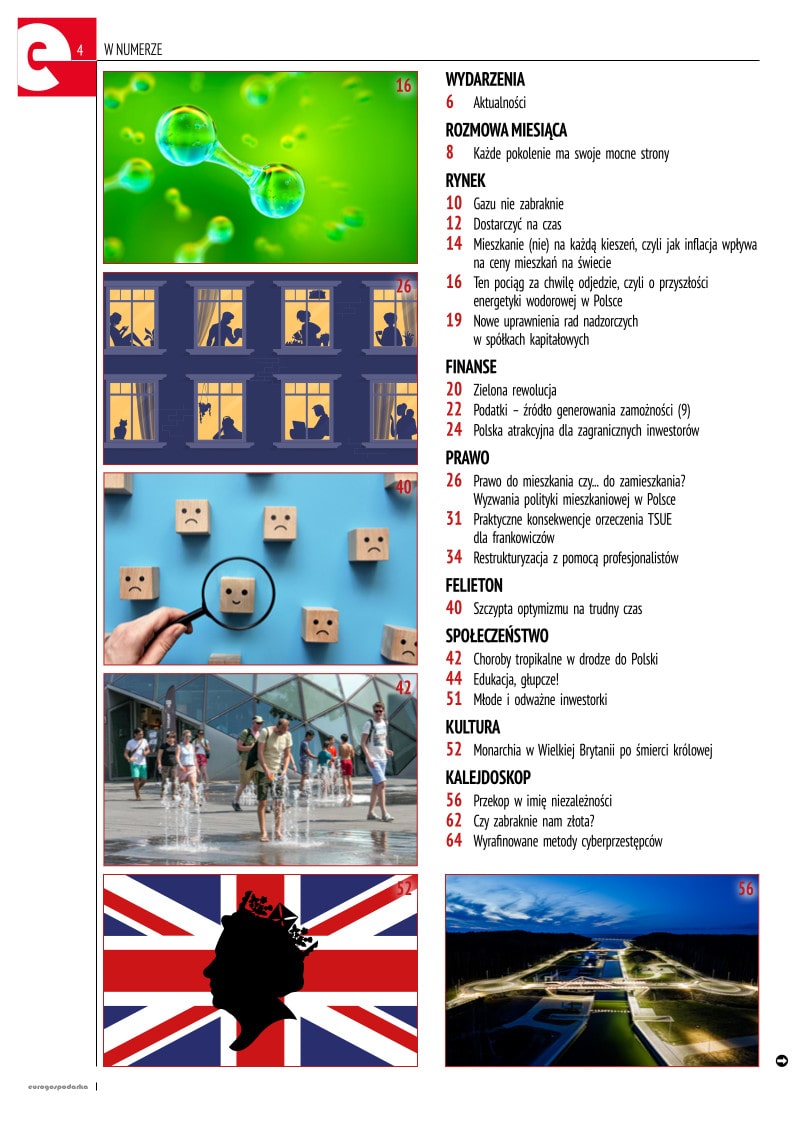 e
4
W NUMERZE
16
26
40
42
52
WYDARZENIA
6 Aktualności
ROZMOWA MIESIĄCA
8 Każde pokolenie ma swoje mocne strony
RYNEK
10 Gazu nie zabraknie
12 Dostarczyć na czas
14 Mieszkanie (nie) na każdą kieszeń, czyli jak inflacja wpływa
na ceny mieszkań na świecie
16 Ten pociąg za chwilę odjedzie, czyli o przyszłości
energetyki wodorowej w Polsce
19 Nowe uprawnienia rad nadzorczych
w spółkach kapitałowych
FINANSE
20 Zielona rewolucja
22 Podatki – źródło generowania zamożności (9)
24 Polska atrakcyjna dla zagranicznych inwestorów
PRAWO
26 Prawo do mieszkania czy... do zamieszkania?
Wyzwania polityki mieszkaniowej w Polsce
31 Praktyczne konsekwencje orzeczenia TSUE
dla frankowiczów
34 Restrukturyzacja z pomocą profesjonalistów
FELIETON
40 Szczypta optymizmu na trudny czas
SPOŁECZEŃSTWO
42 Choroby tropikalne w drodze do Polski
44 Edukacja, głupcze!
51 Młode i odważne inwestorki
KULTURA
52 Monarchia w Wielkiej Brytanii po śmierci królowej
KALEJDOSKOP
56 Przekop w imię niezależności
62 Czy zabraknie nam złota?
64 Wyrafinowane metody cyberprzestępców
56
eurogospodarka